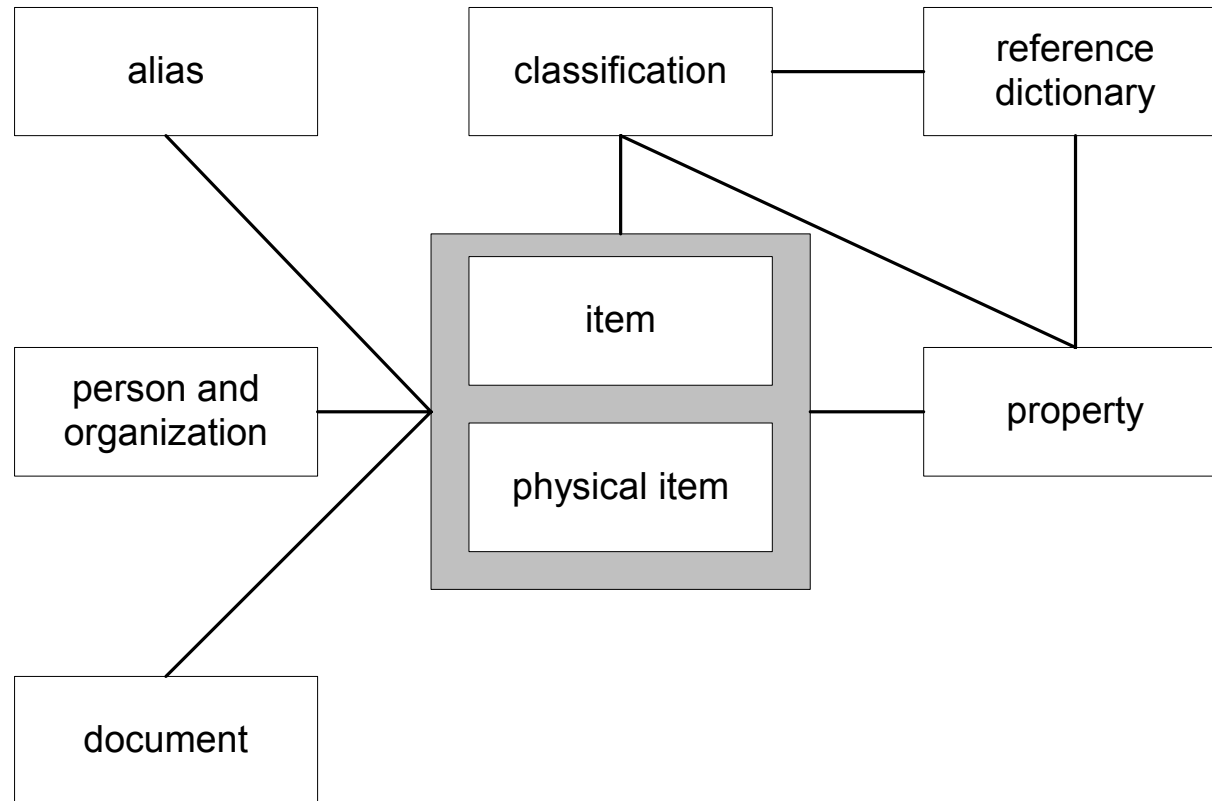 alias
classification
reference
dictionary
item
person and
organization
property
physical item
document